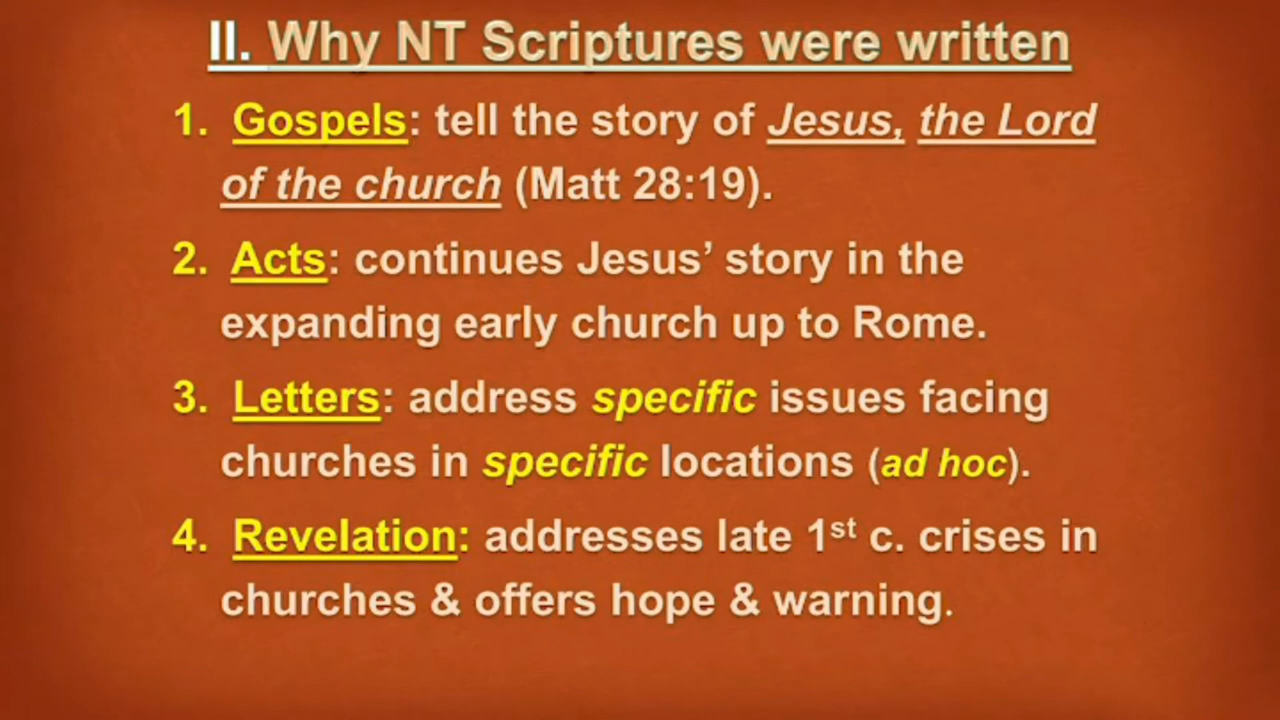 II. Why NT Scriptures were written
1. Gospels: tell the story of Jesus, the Lord
of the church (Matt 28:19).
2. Acts: continues Jesus’ story in the
expanding early church up to Rome.
3. Letters: address specific issues facing
churches in specific locations (ad hoc).
4. Revelation: addresses late 1st c. crises in
churches & offers hope & warning.